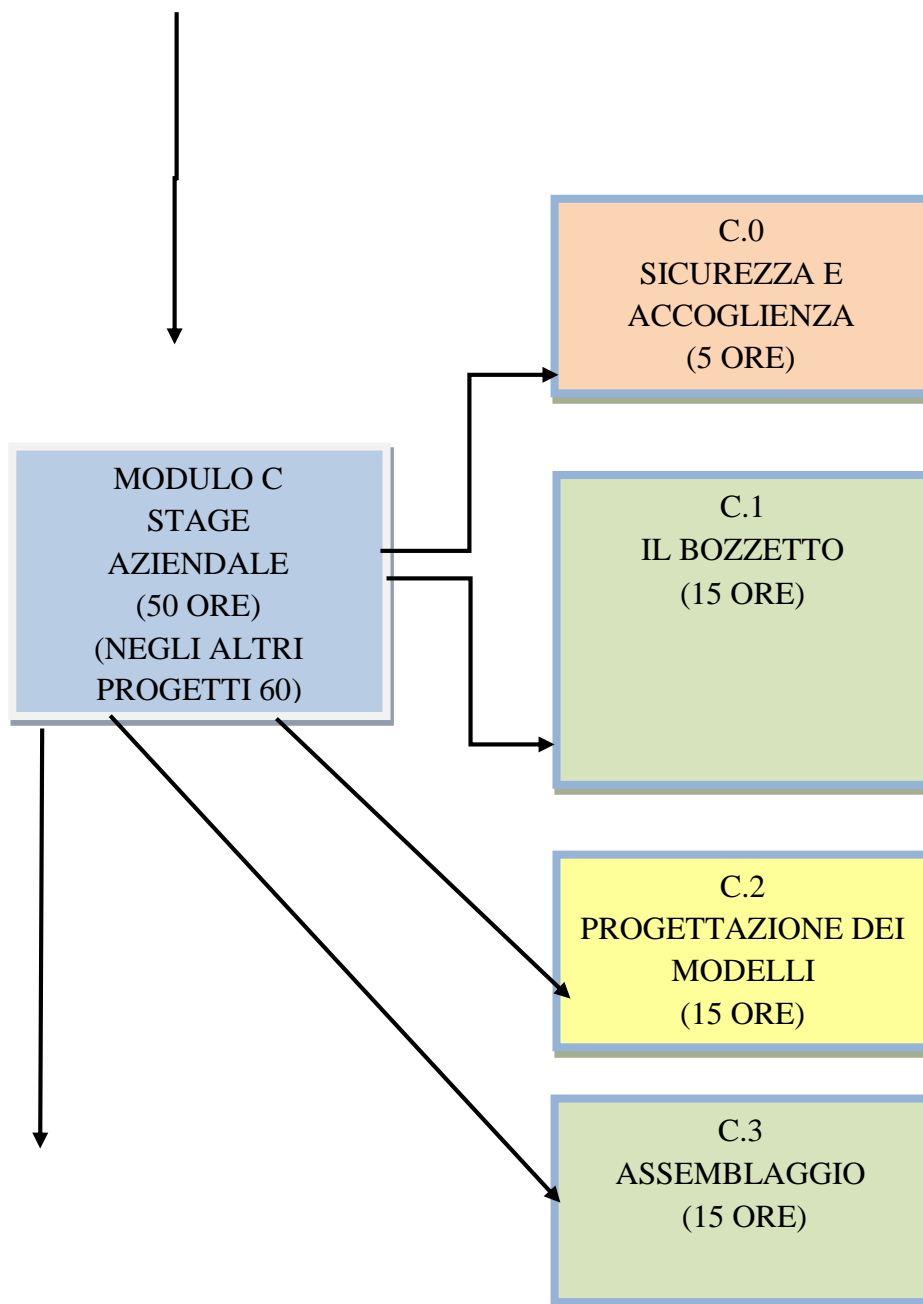 C.0
SICUREZZA E
ACCOGLIENZA
(5 ORE)
MODULO C
STAGE
AZIENDALE
(50 ORE)
(NEGLI ALTRI
PROGETTI 60)
C.1
IL BOZZETTO
(15 ORE)
C.2
PROGETTAZIONE DEI
MODELLI
(15 ORE)
C.3
ASSEMBLAGGIO
(15 ORE)